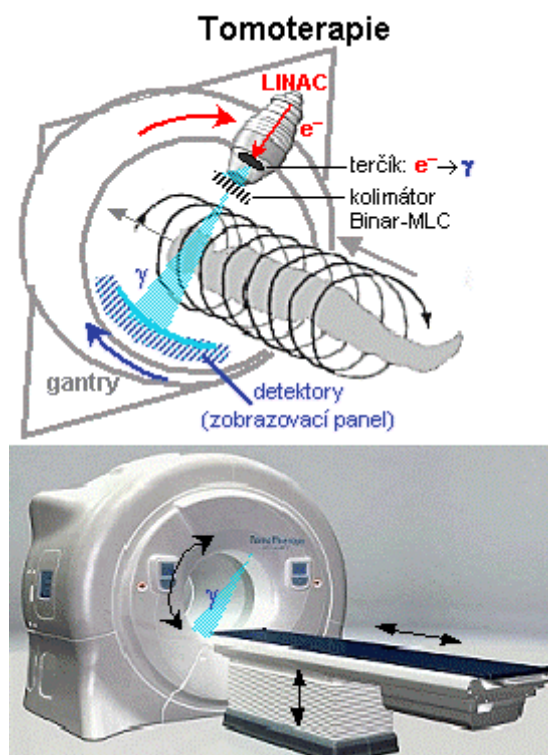 Tomoterapie
LINAC
e⁻
terčík: e⁻→γ
kolimátor
Binar-MLC
γ
gantry
detektory
(zobrazovací panel)
γ